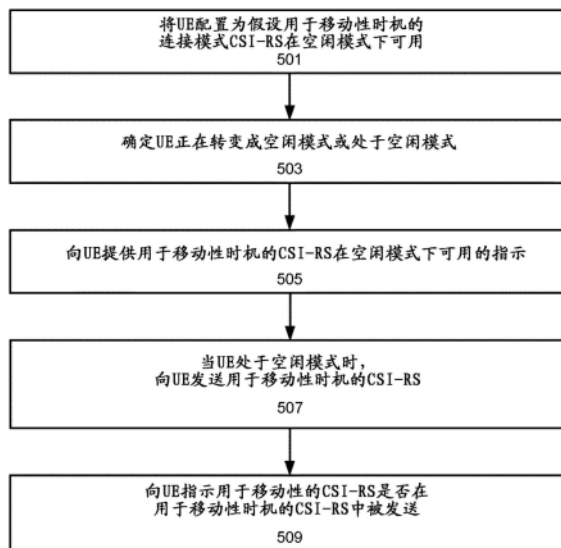 将UE配置为假设用于移动性时机的
连接模式CSI-RS在空闲模式下可用
501
确定UE正在转变成空闲模式或处于空闲模式
503
向UE提供用于移动性时机的CSI-RS在空闲模式下可用的指示
505
当UE处于空闲模式时,
向UE发送用于移动性时机的CSI-RS
507
向UE指示用于移动性的CSI-RS是否在
用于移动性时机的CSI-RS中被发送
509